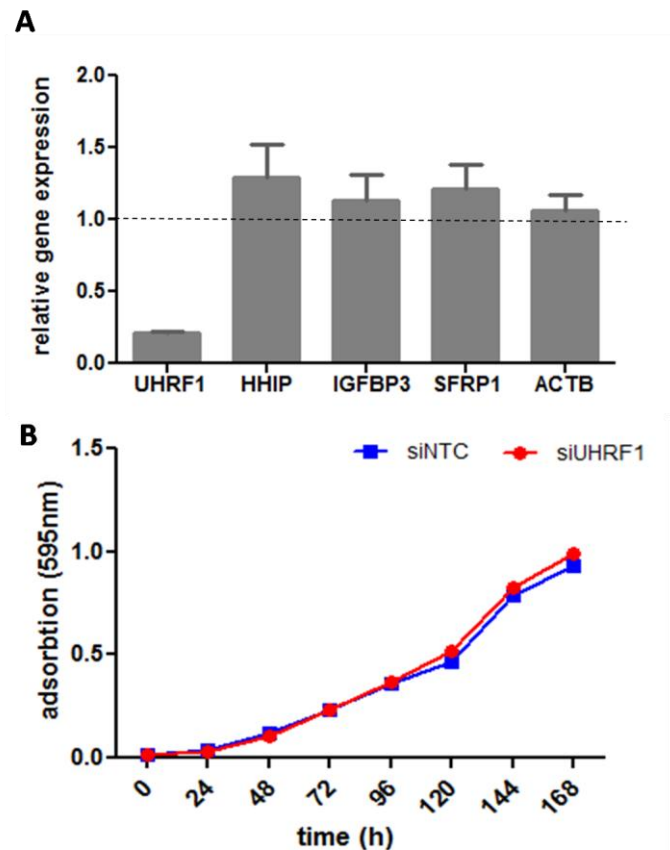 A
relative gene expression
2.0
1.5
1.0
0.5
0.0
UHRF1 HHIP IGFBP3 SFRP1 ACTB
B
siNTC siUHRF1
adsorbtion (595nm)
1.5
1.0
0.5
0.0
0 24 48 72 96 120 144 168
time (h)